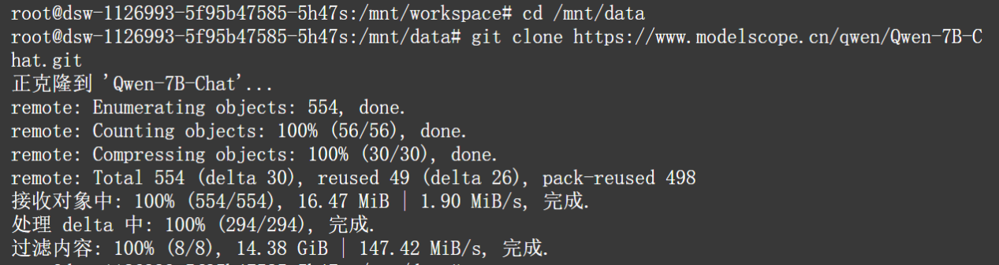 root@dsw-1126993-5f95b47585-5h47s:/mnt/workspace# cd /mnt/data
root@dsw-1126993-5f95b47585-5h47s:/mnt/data# git clone https://www.modelscope.cn/qwen/Qwen-7B-C
hat.git
正克隆到 'Qwen-7B-Chat'...
remote: Enumerating objects: 554, done.
remote: Counting objects: 100% (56/56), done.
remote: Compressing objects: 100% (30/30), done.
remote: Total 554 (delta 30), reused 49 (delta 26), pack-reused 498
接收对象中: 100% (554/554), 16.47 MiB | 1.90 MiB/s, 完成.
处理 delta 中: 100% (294/294), 完成.
过滤内容: 100% (8/8), 14.38 GiB | 147.42 MiB/s, 完成.